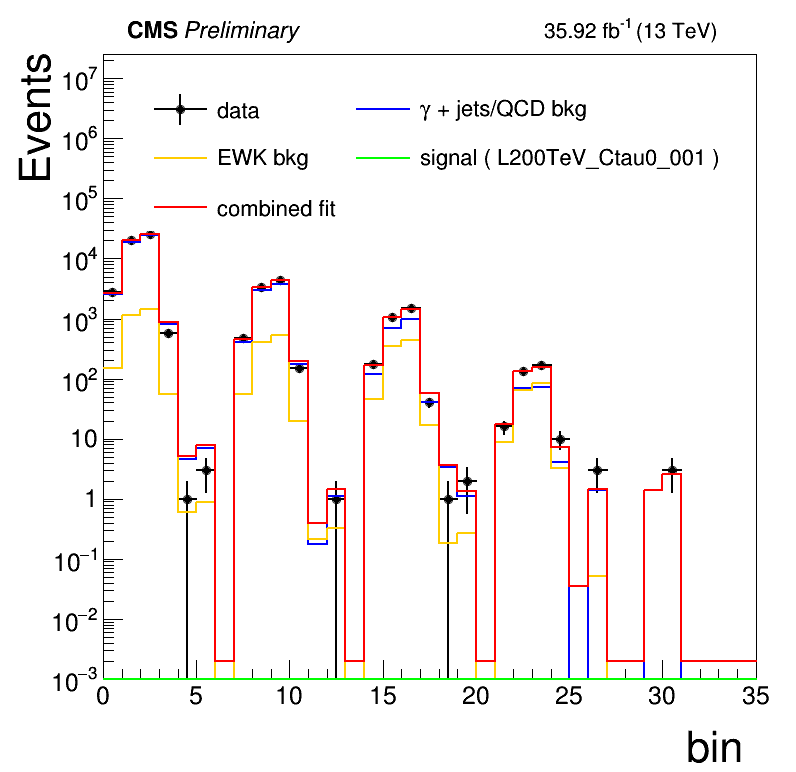 CMS Preliminary 35.92 fb⁻¹ (13 TeV)
Events
10⁷
10⁶
10⁵
10⁴
10³
10²
10
1
10⁻¹
10⁻²
10⁻³
data
γ + jets/QCD bkg
EWK bkg
signal ( L200TeV_Ctau0_001 )
combined fit
0 5 10 15 20 25 30 35
bin